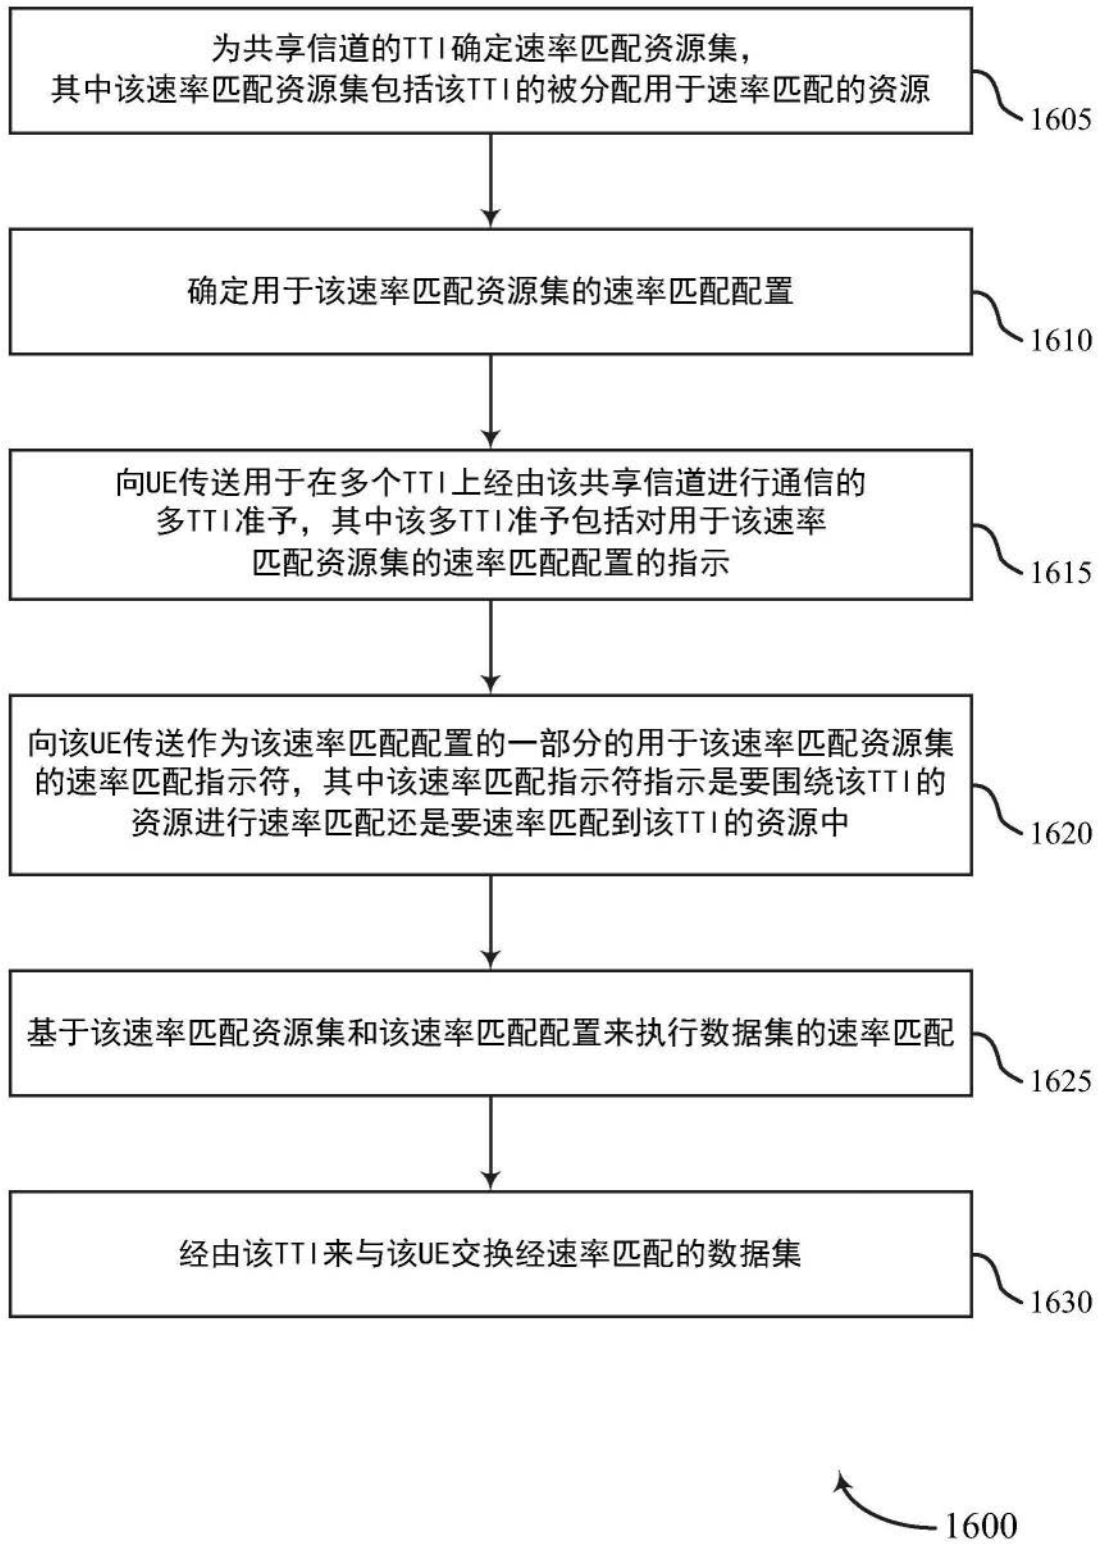 为共享信道的TTI确定速率匹配资源集，
其中该速率匹配资源集包括该TTI的被分配用于速率匹配的资源
1605
确定用于该速率匹配资源集的速率匹配配置
1610
向UE传送用于在多个TTI上经由该共享信道进行通信的
多TTI准予，其中该多TTI准予包括对用于该速率
匹配资源集的速率匹配配置的指示
1615
向该UE传送作为该速率匹配配置的一部分的用于该速率匹配资源集
的速率匹配指示符，其中该速率匹配指示符指示是要围绕该TTI的
资源进行速率匹配还是要速率匹配到该TTI的资源中
1620
基于该速率匹配资源集和该速率匹配配置来执行数据集的速率匹配
1625
经由该TTI来与该UE交换经速率匹配的数据集
1630
1600